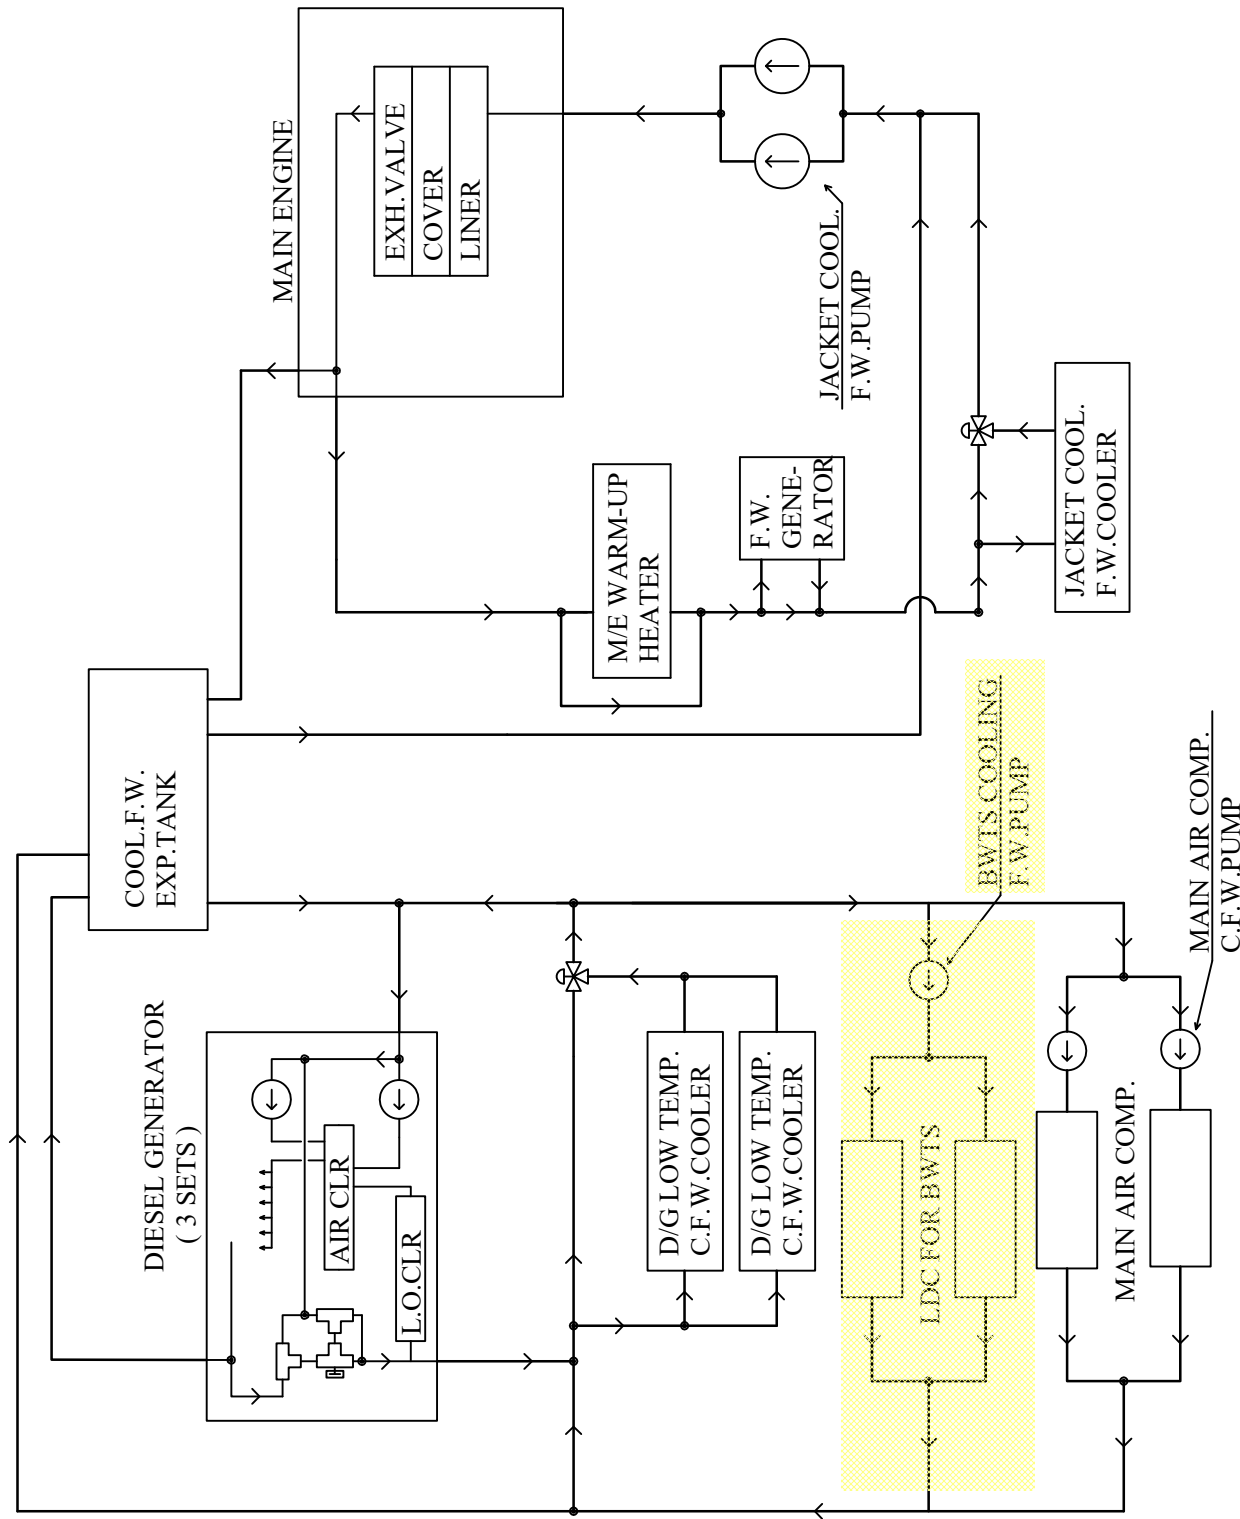 MAIN ENGINE
EXH.VALVE
COVER
LINER
JACKET COOL.
F.W.PUMP
M/E WARM-UP
HEATER
F.W.
GENE-
RATOR
JACKET COOL.
F.W.COOLER
COOL.F.W.
EXP.TANK
BWTS COOLING
F.W.PUMP
MAIN AIR COMP.
C.F.W.PUMP
DIESEL GENERATOR
( 3 SETS )
AIR CLR
L.O.CLR
D/G LOW TEMP.
C.F.W.COOLER
D/G LOW TEMP.
C.F.W.COOLER
LDC FOR BWTS
MAIN AIR COMP.